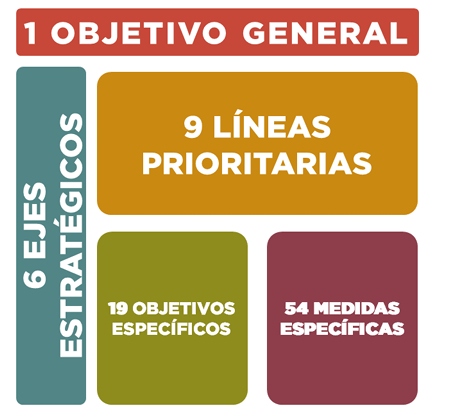 1 OBJETIVO GENERAL
6 EJES
ESTRATÉGICOS
9 LÍNEAS
PRIORITARIAS
19 OBJETIVOS
ESPECÍFICOS
54 MEDIDAS
ESPECÍFICAS